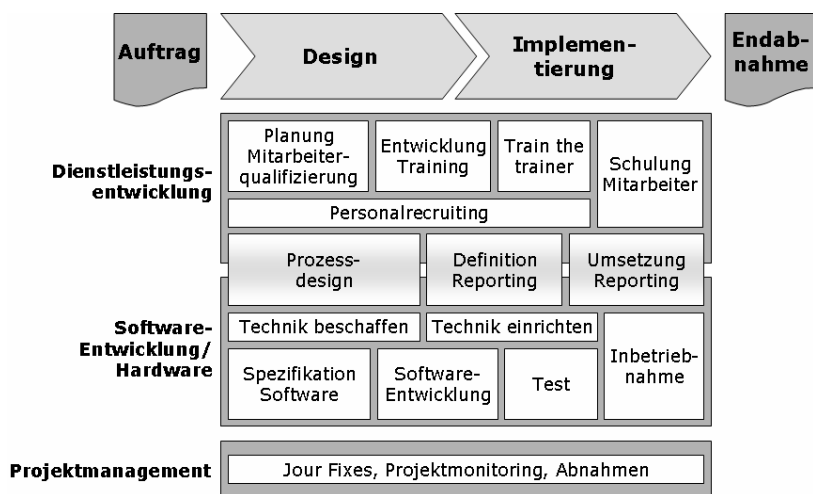 Auftrag
Design
Implemen-
tierung
Endab-
nahme
Dienstleistungs-
entwicklung
Planung
Mitarbeiter-
qualifizierung
Entwicklung
Training
Train the
trainer
Schulung
Mitarbeiter
Personalrecruiting
Prozess-
design
Definition
Reporting
Umsetzung
Reporting
Software-
Entwicklung/
Hardware
Technik beschaffen
Technik einrichten
Inbetrieb-
nahme
Spezifikation
Software
Software-
Entwicklung
Test
Projektmanagement
Jour Fixes, Projektmonitoring, Abnahmen